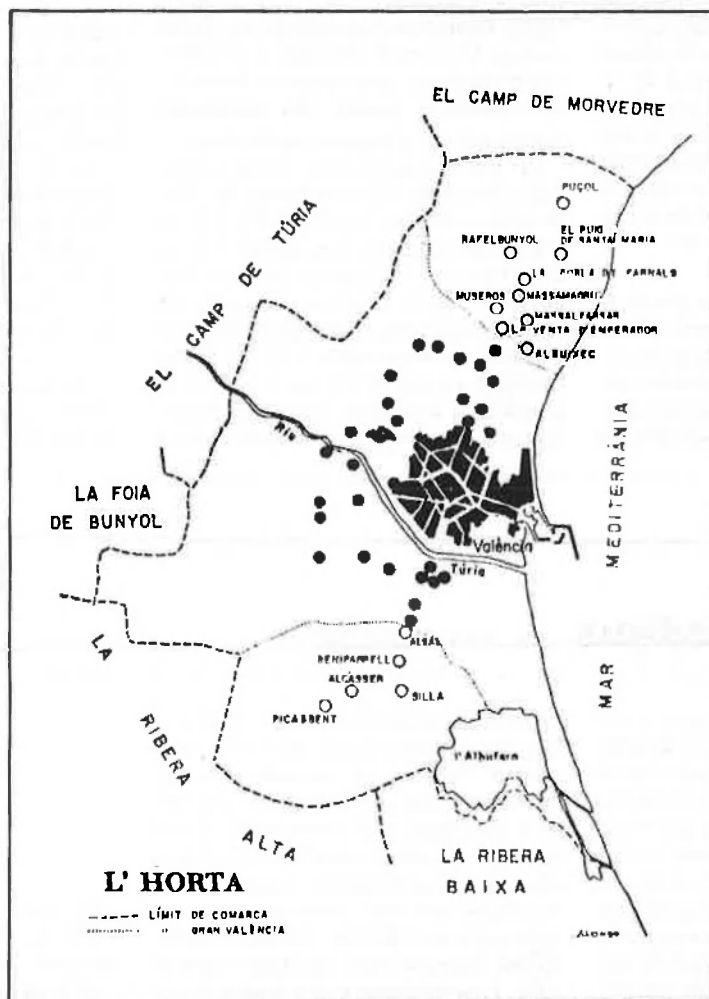 EL CAMP DE MORVEDRE
PUÇOL
EL CAMP DE TÚRIA
RAFELBUNYOL
EL PUIG
DE SANTA MARIA
LA POBLA DE FARNALS
MUSEROS
MASSAMAGRELL
MASSALFASSAR
LA VENTA D'EMPERADOR
ALBUIXEC
Riu
MEDITERRÀNIA
LA FOIA
DE BUNYOL
València
Túria
LA
ALBAL
BENIPARRELL
ALCASSER
SILLA
PICASSENT
MAR
RIBERA
l'Albufera
ALTA
LA RIBERA
BAIXA
L' HORTA
LÍMIT DE COMARCA
" GRAN VALÈNCIA